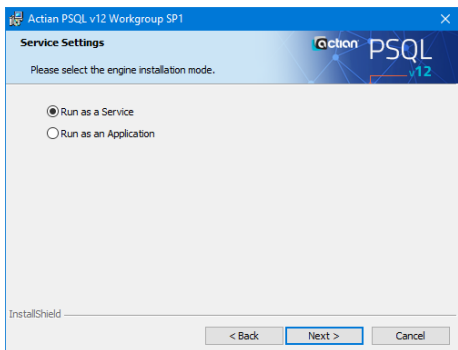 Actian PSQL v12 Workgroup SP1
Service Settings
Please select the engine installation mode.
Actian PSQL
v12
Run as a Service
Run as an Application
InstallShield
< Back
Next >
Cancel